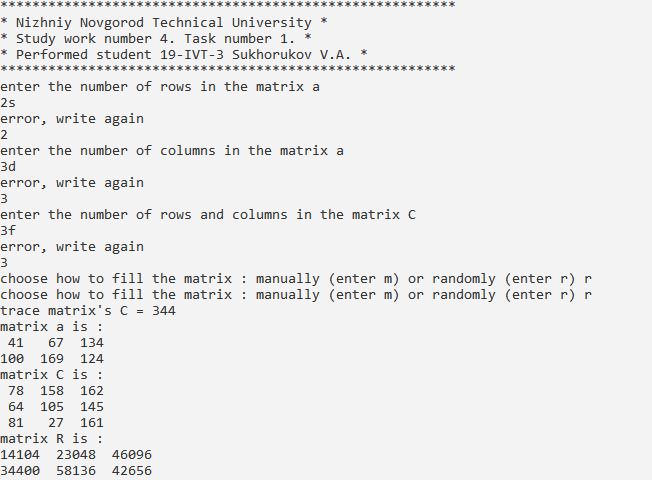 *********************************************************
* Nizhniy Novgorod Technical University *
* Study work number 4. Task number 1. *
* Performed student 19-IVT-3 Sukhorukov V.A. *
*********************************************************
enter the number of rows in the matrix a
2s
error, write again
2
enter the number of columns in the matrix a
3d
error, write again
3
enter the number of rows and columns in the matrix C
3f
error, write again
3
choose how to fill the matrix : manually (enter m) or randomly (enter r) r
choose how to fill the matrix : manually (enter m) or randomly (enter r) r
trace matrix's C = 344
matrix a is :
 41   67  134
100  169  124
matrix C is :
 78  158  162
 64  105  145
 81   27  161
matrix R is :
14104  23048  46096
34400  58136  42656